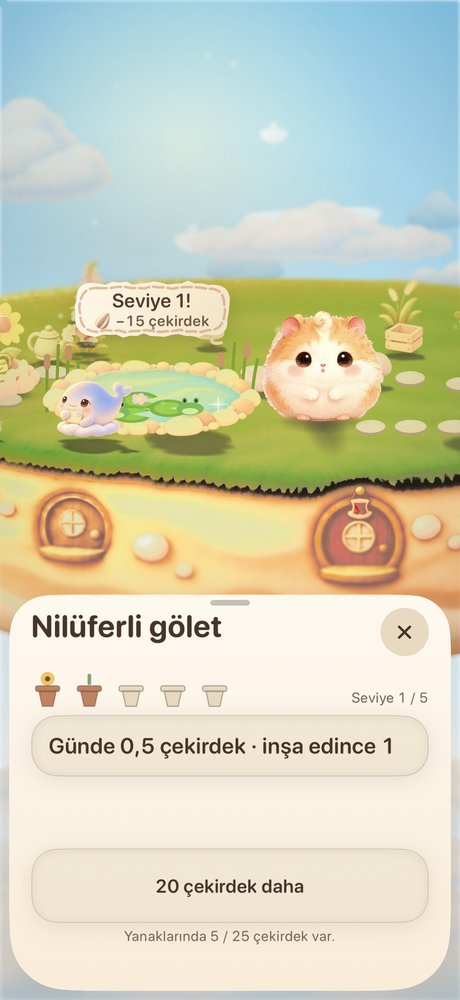 Seviye 1!
−15 çekirdek
Nilüferli gölet
Seviye 1 / 5
Günde 0,5 çekirdek · inşa edince 1
20 çekirdek daha
Yanaklarında 5 / 25 çekirdek var.